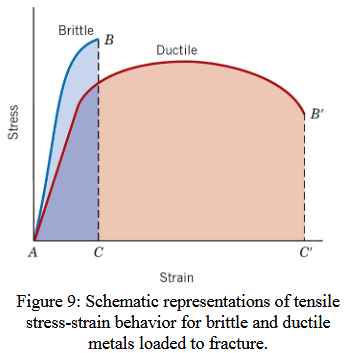 Brittle
B
Ductile
B'
Stress
A
C
C'
Strain
Figure 9: Schematic representations of tensile
stress-strain behavior for brittle and ductile
metals loaded to fracture.